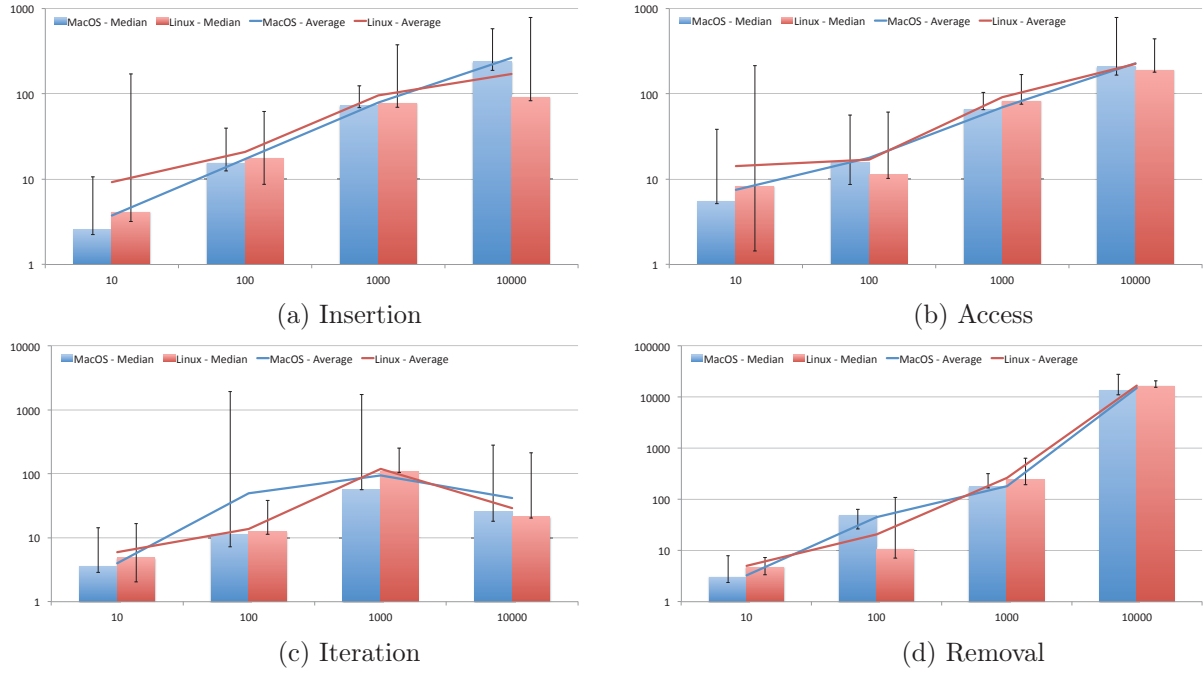 MacOS - Median Linux - Median MacOS - Average Linux - Average
1000
100
10
1
10 100 1000 10000
(a) Insertion
MacOS - Median Linux - Median MacOS - Average Linux - Average
1000
100
10
1
10 100 1000 10000
(b) Access
MacOS - Median Linux - Median MacOS - Average Linux - Average
10000
1000
100
10
1
10 100 1000 10000
(c) Iteration
MacOS - Median Linux - Median MacOS - Average Linux - Average
100000
10000
1000
100
10
1
10 100 1000 10000
(d) Removal